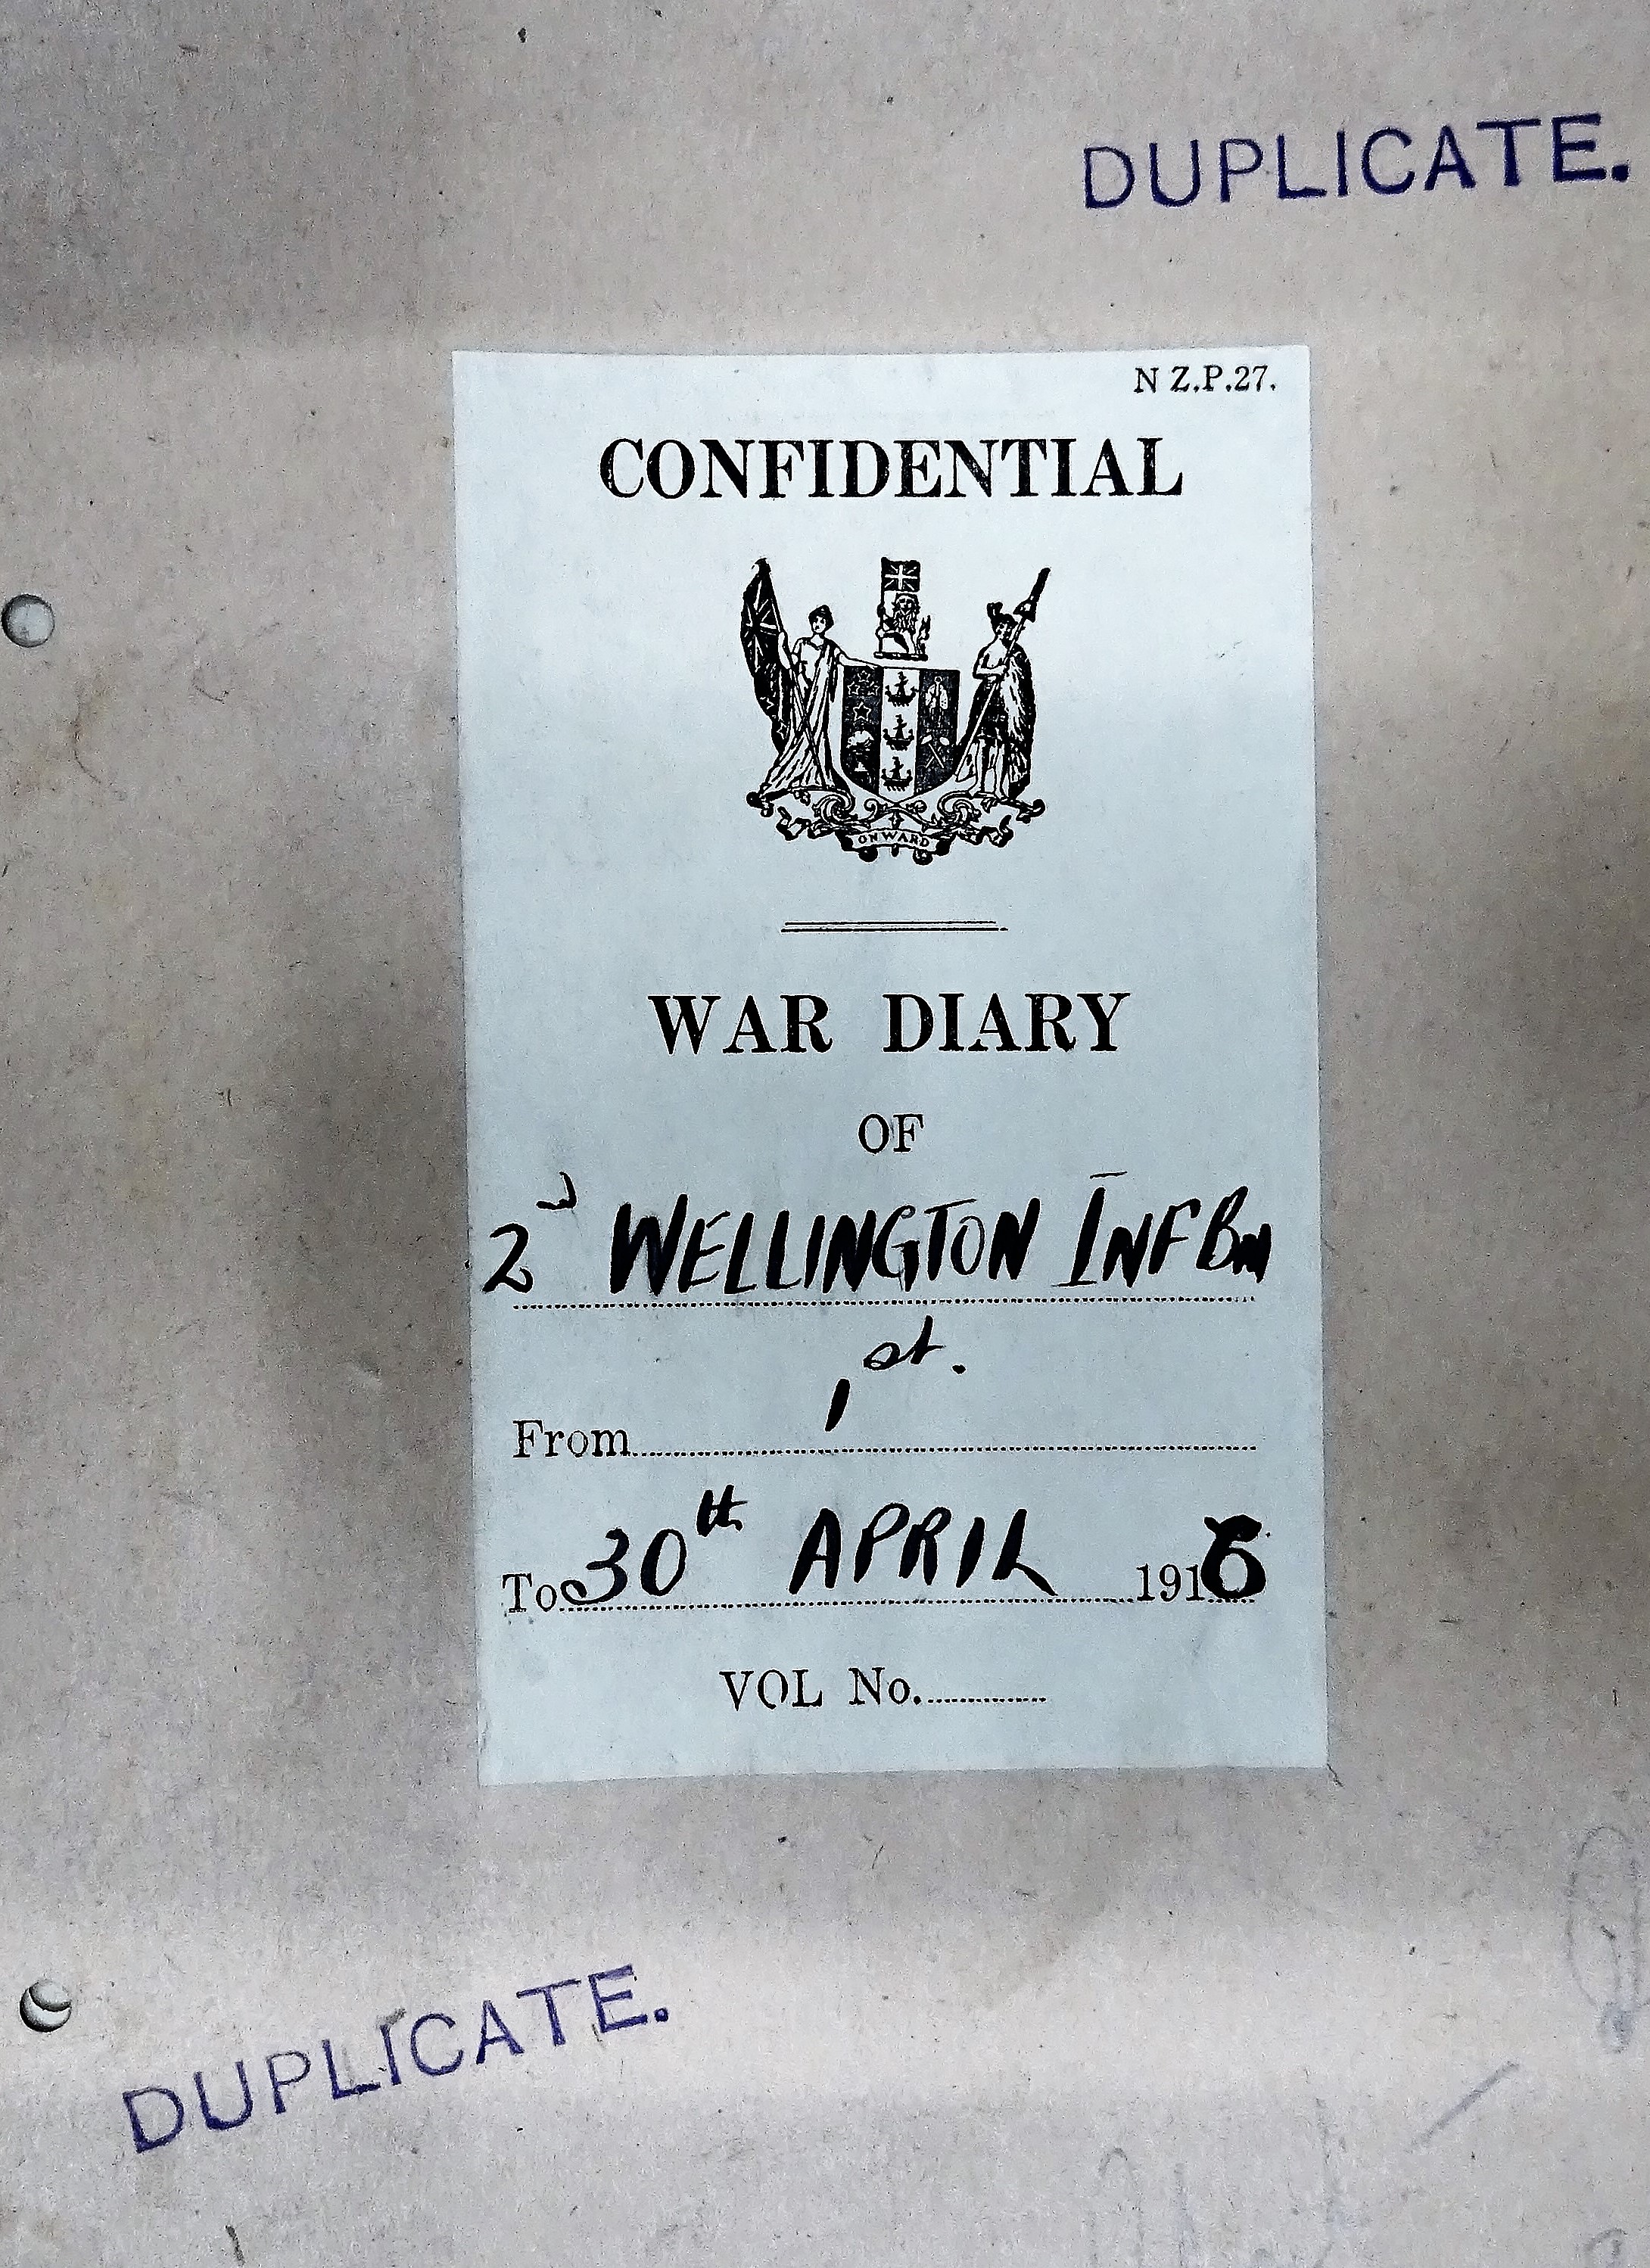 DUPLICATE.
N Z.P.27.
CONFIDENTIAL
ONWARD
WAR DIARY
OF
2d WELLINGTON INF Bn
1st.
From
To 30th APRIL 1916
VOL No.
DUPLICATE.